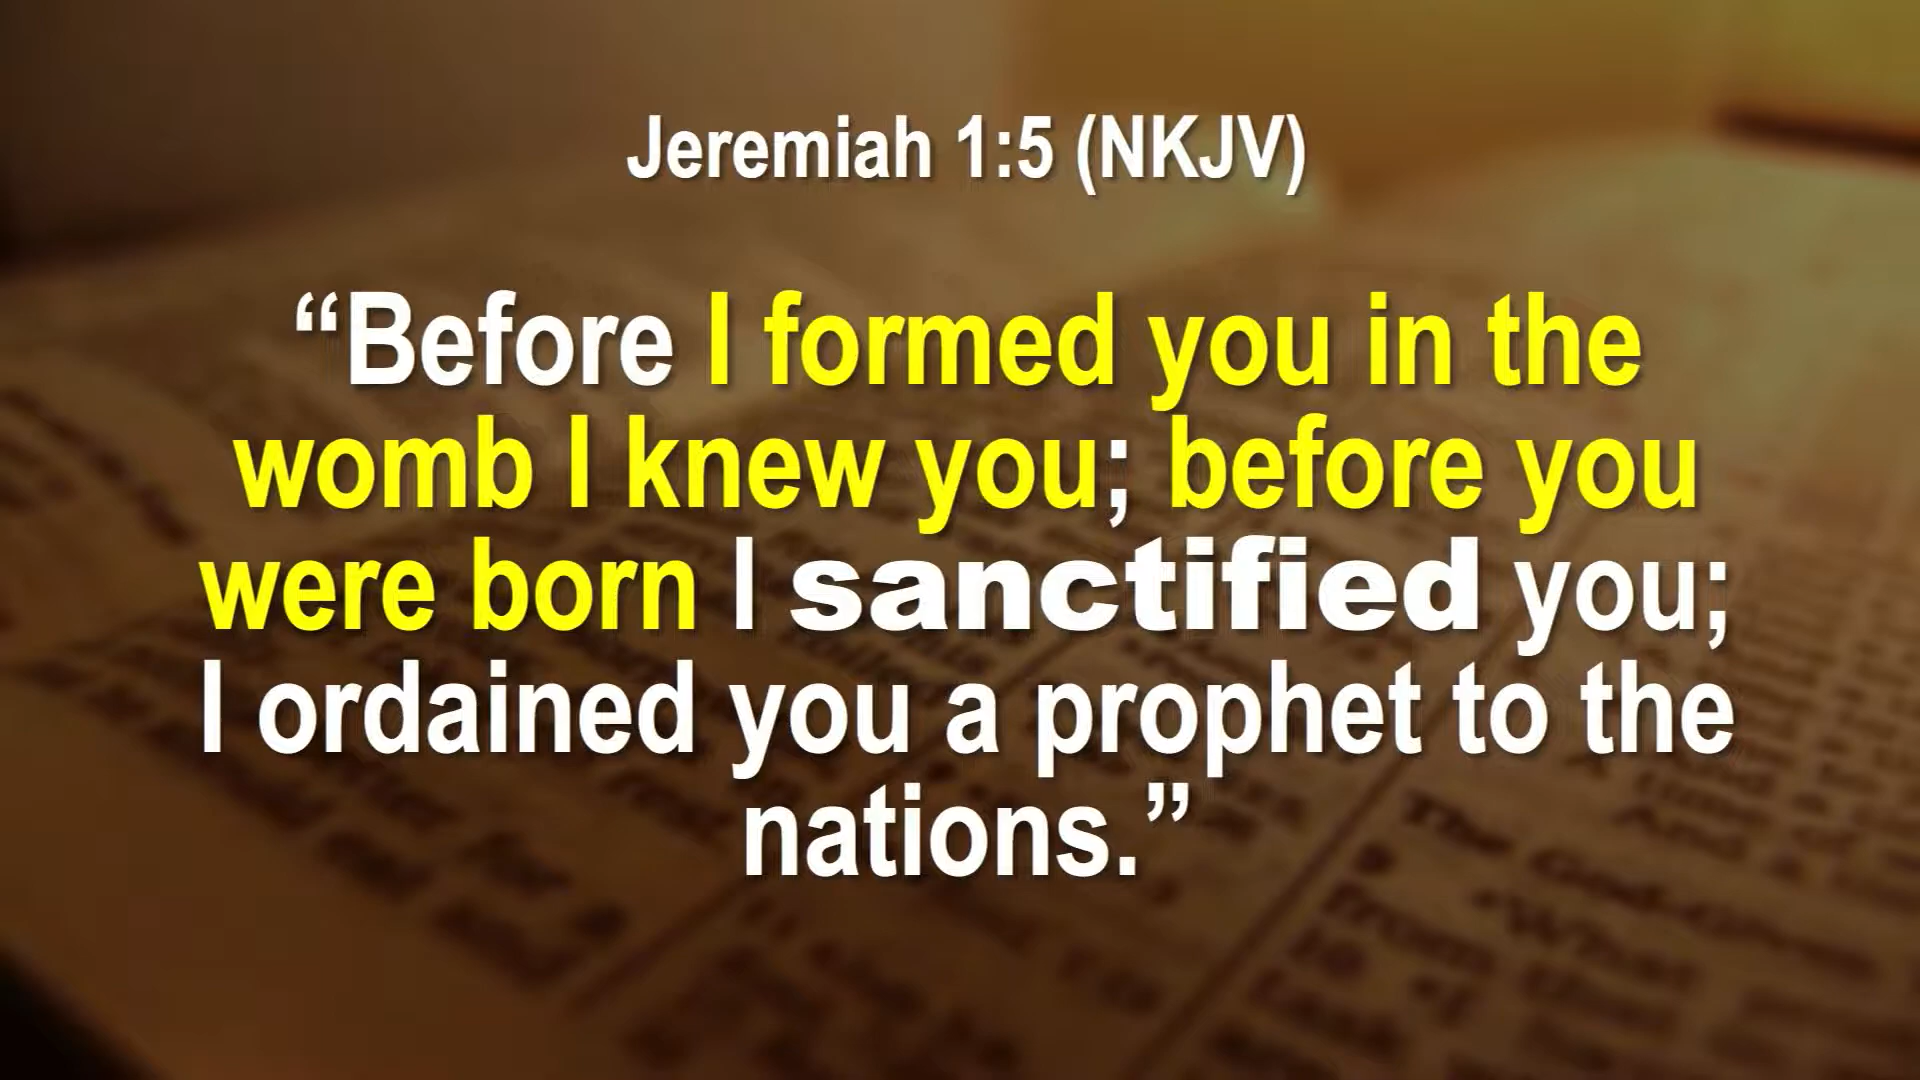 Jeremiah 1:5 (NKJV)
“Before I formed you in the
womb I knew you; before you
were born I sanctified you;
I ordained you a prophet to the
nations.”